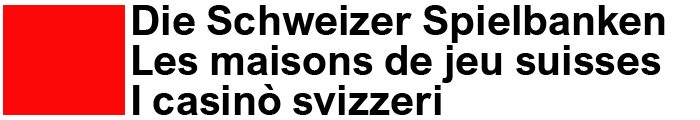 Die Schweizer Spielbanken
Les maisons de jeu suisses
I casinò svizzeri